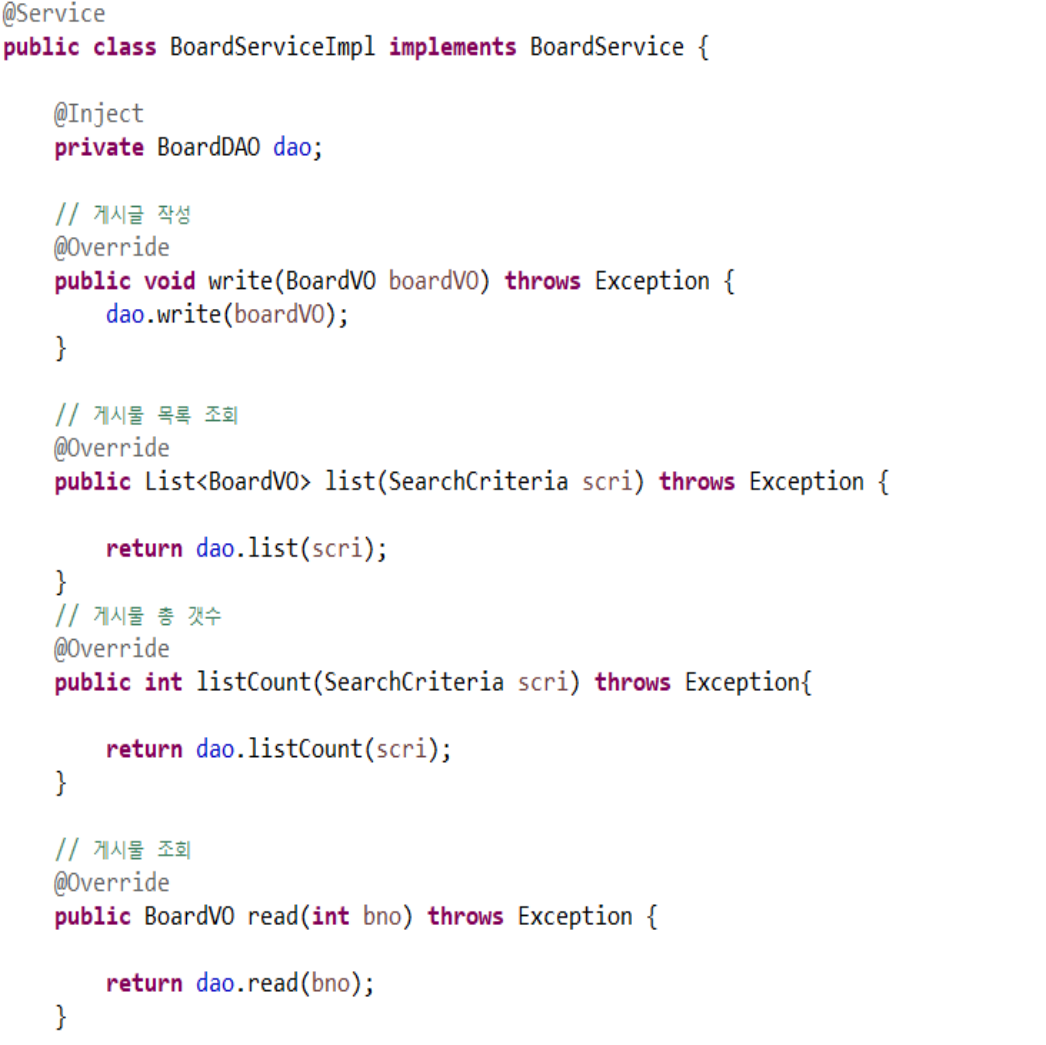 @Service
public class BoardServiceImpl implements BoardService {
@Inject
private BoardDAO dao;
// 게시글 작성
@Override
public void write(BoardVO boardVO) throws Exception {
dao.write(boardVO);
}
// 게시물 목록 조회
@Override
public List<BoardVO> list(SearchCriteria scri) throws Exception {
return dao.list(scri);
}
// 게시물 총 갯수
@Override
public int listCount(SearchCriteria scri) throws Exception{
return dao.listCount(scri);
}
// 게시물 조회
@Override
public BoardVO read(int bno) throws Exception {
return dao.read(bno);
}